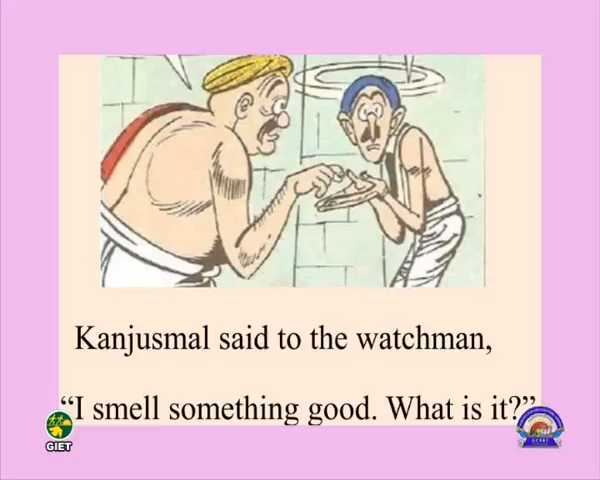 Kanjusmal said to the watchman,
“I smell something good. What is it?”
GIET